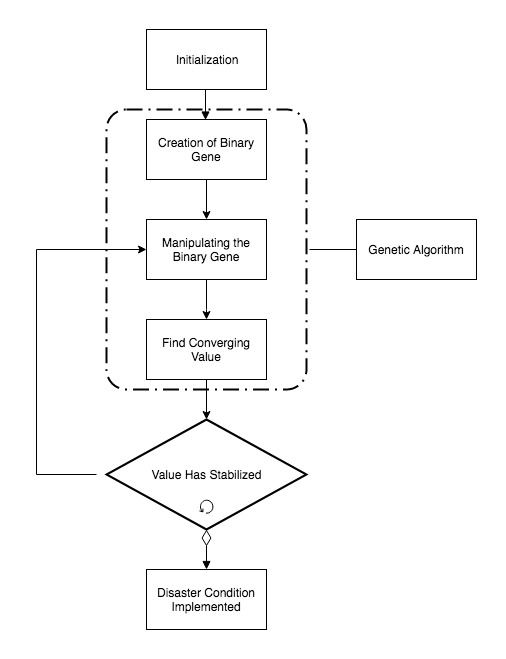 Initialization
Creation of Binary
Gene
Manipulating the
Binary Gene
Genetic Algorithm
Find Converging
Value
Value Has Stabilized
Disaster Condition
Implemented